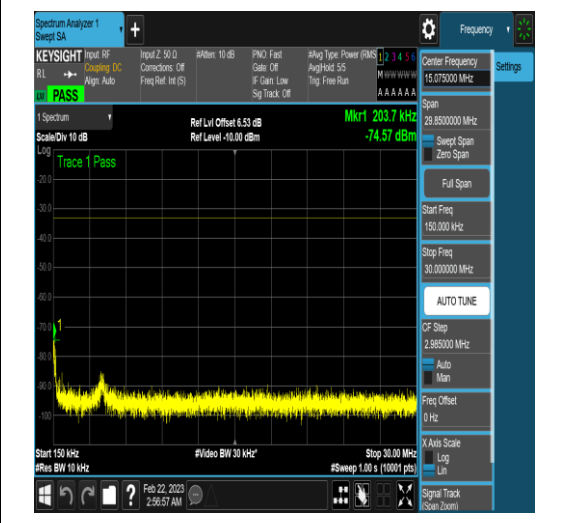 Spectrum Analyzer 1
Swept SA
+
Frequency
KEYSIGHT
RL
PASS
Input: RF
Coupling: DC
Align: Auto
Input Z: 50 Ω
Corrections: Off
Freq Ref: Int (S)
#Atten: 10 dB
PNO: Fast
Gate: Off
IF Gain: Low
Sig Track: Off
#Avg Type: Power (RMS
Avg|Hold: 5/5
Trig: Free Run
1 2 3 4 5 6
M W W W W W
A A A A A A
1 Spectrum
Scale/Div 10 dB
Ref Lvl Offset 6.53 dB
Ref Level -10.00 dBm
Mkr1 203.7 kHz
-74.57 dBm
Log
Trace 1 Pass
-20.0
-30.0
-40.0
-50.0
-60.0
-70.0
1
-80.0
-90.0
-100
Start 150 kHz
#Res BW 10 kHz
#Video BW 30 kHz*
Stop 30.00 MHz
#Sweep 1.00 s (10001 pts)
Feb 22, 2023
2:56:57 AM
?
Center Frequency
15.075000 MHz
Settings
Span
29.8500000 MHz
Swept Span
Zero Span
Full Span
Start Freq
150.000 kHz
Stop Freq
30.000000 MHz
AUTO TUNE
CF Step
2.985000 MHz
Auto
Man
Freq Offset
0 Hz
X Axis Scale
Log
Lin
Signal Track
(Span Zoom)